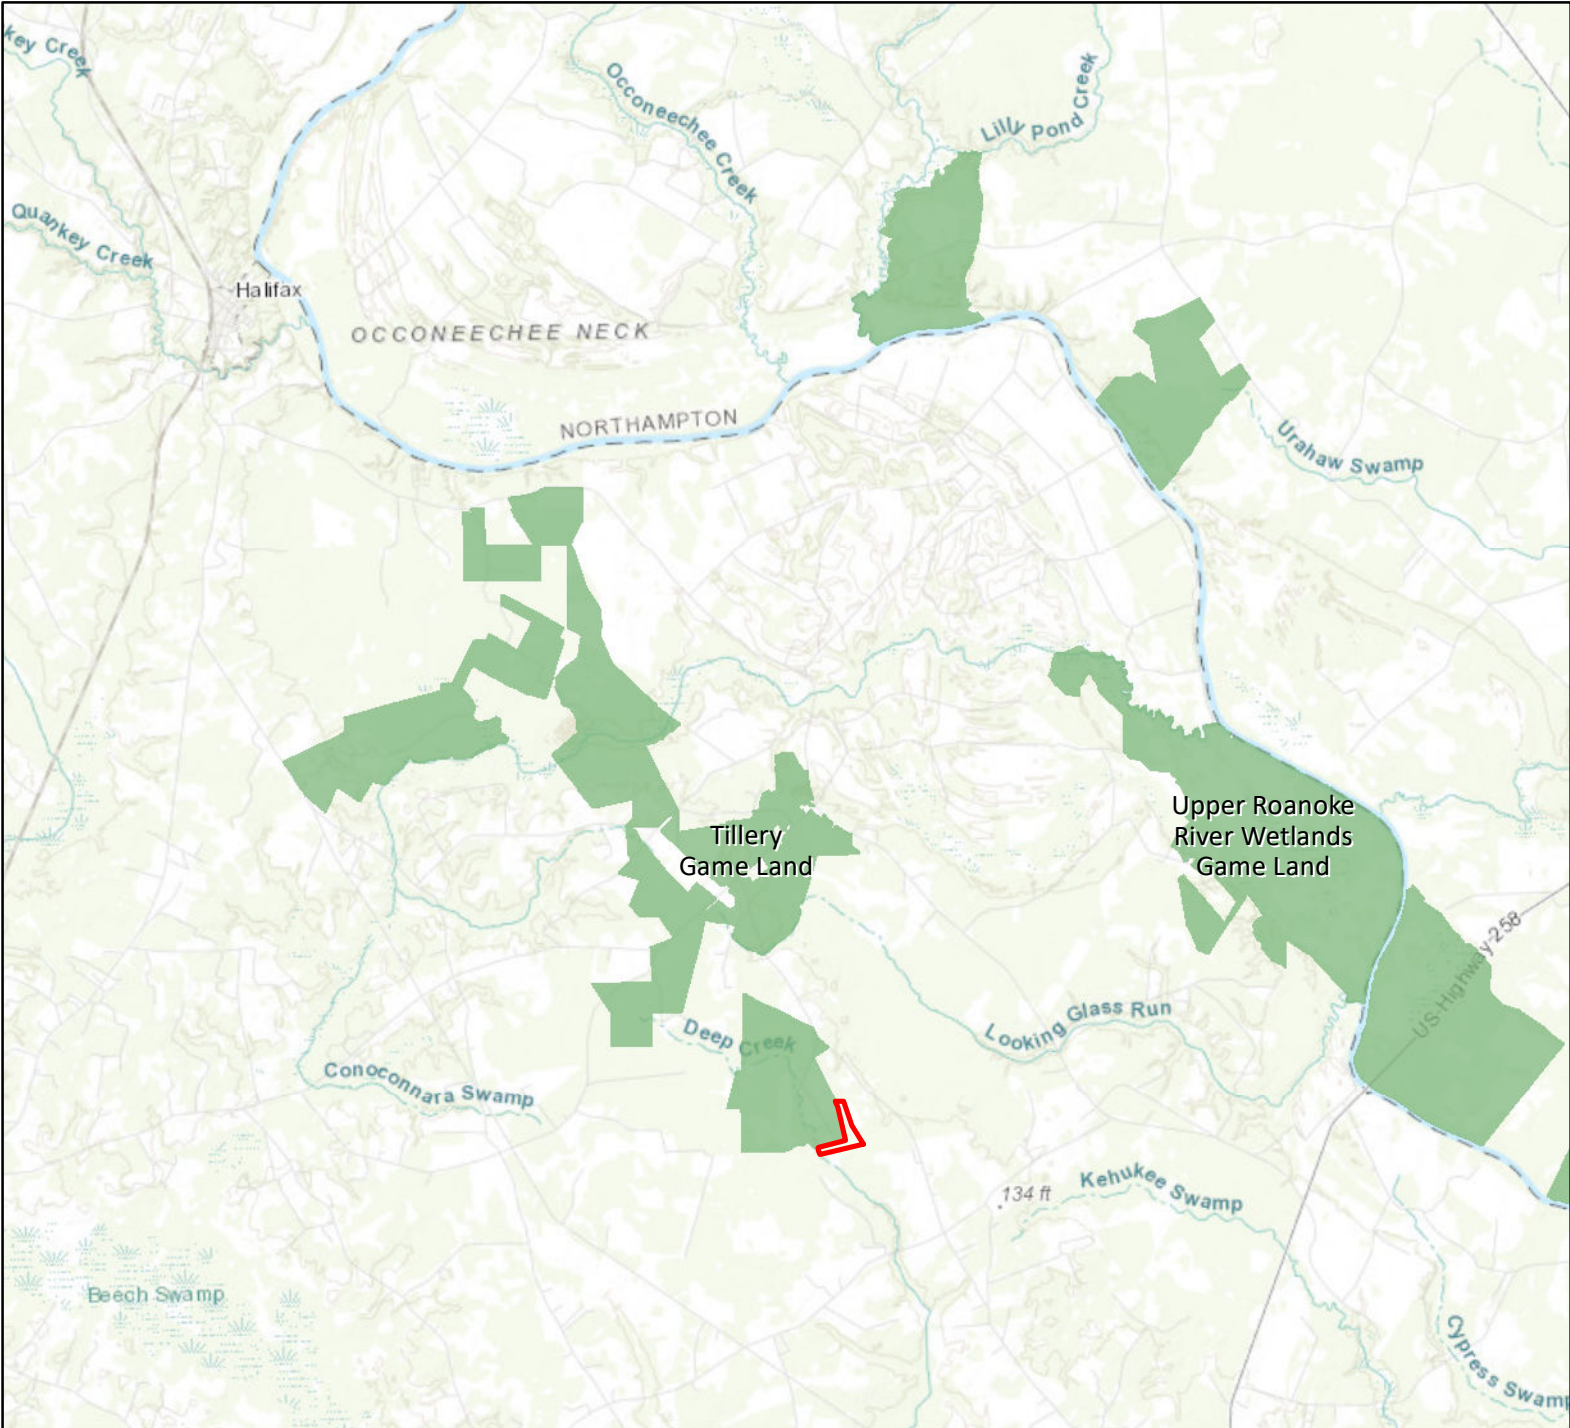 key Creek
Occoneechee Creek
Lilly Pond Creek
Quankey Creek
Halifax
OCCONEECHEE NECK
NORTHAMPTON
Urahaw Swamp
Tillery
Game Land
Upper Roanoke
River Wetlands
Game Land
US Highway 258
Looking Glass Run
Deep Creek
Conoconnara Swamp
Kehukee Swamp
134 ft
Beech Swamp
Cypress Swamp